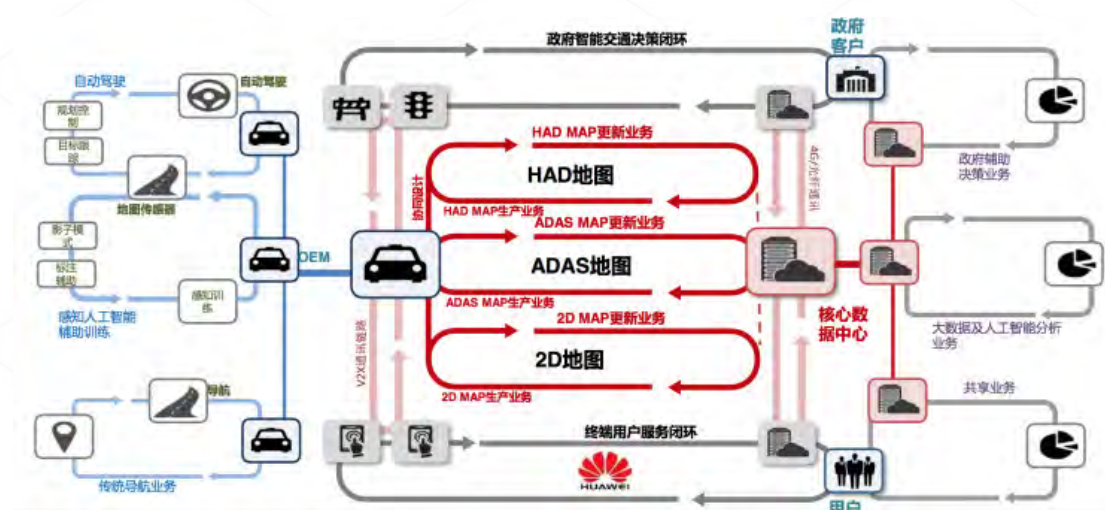 政府
客户
政府智能交通决策闭环
自动驾驶
自动驾驶
规划控
制
目标跟
踪
地图传感器
影子模
式
标注
辅助
感知训
练
感知人工智能
辅助训练
导航
传统导航业务
OEM
协同设计
V2X通讯链路
HAD MAP更新业务
HAD地图
HAD MAP生产业务
ADAS MAP更新业务
ADAS地图
ADAS MAP生产业务
2D MAP更新业务
2D地图
2D MAP生产业务
4G/光纤通讯
核心数
据中心
政府辅助
决策业务
大数据及人工智能分析
业务
共享业务
终端用户服务闭环
HUAWEI
用户